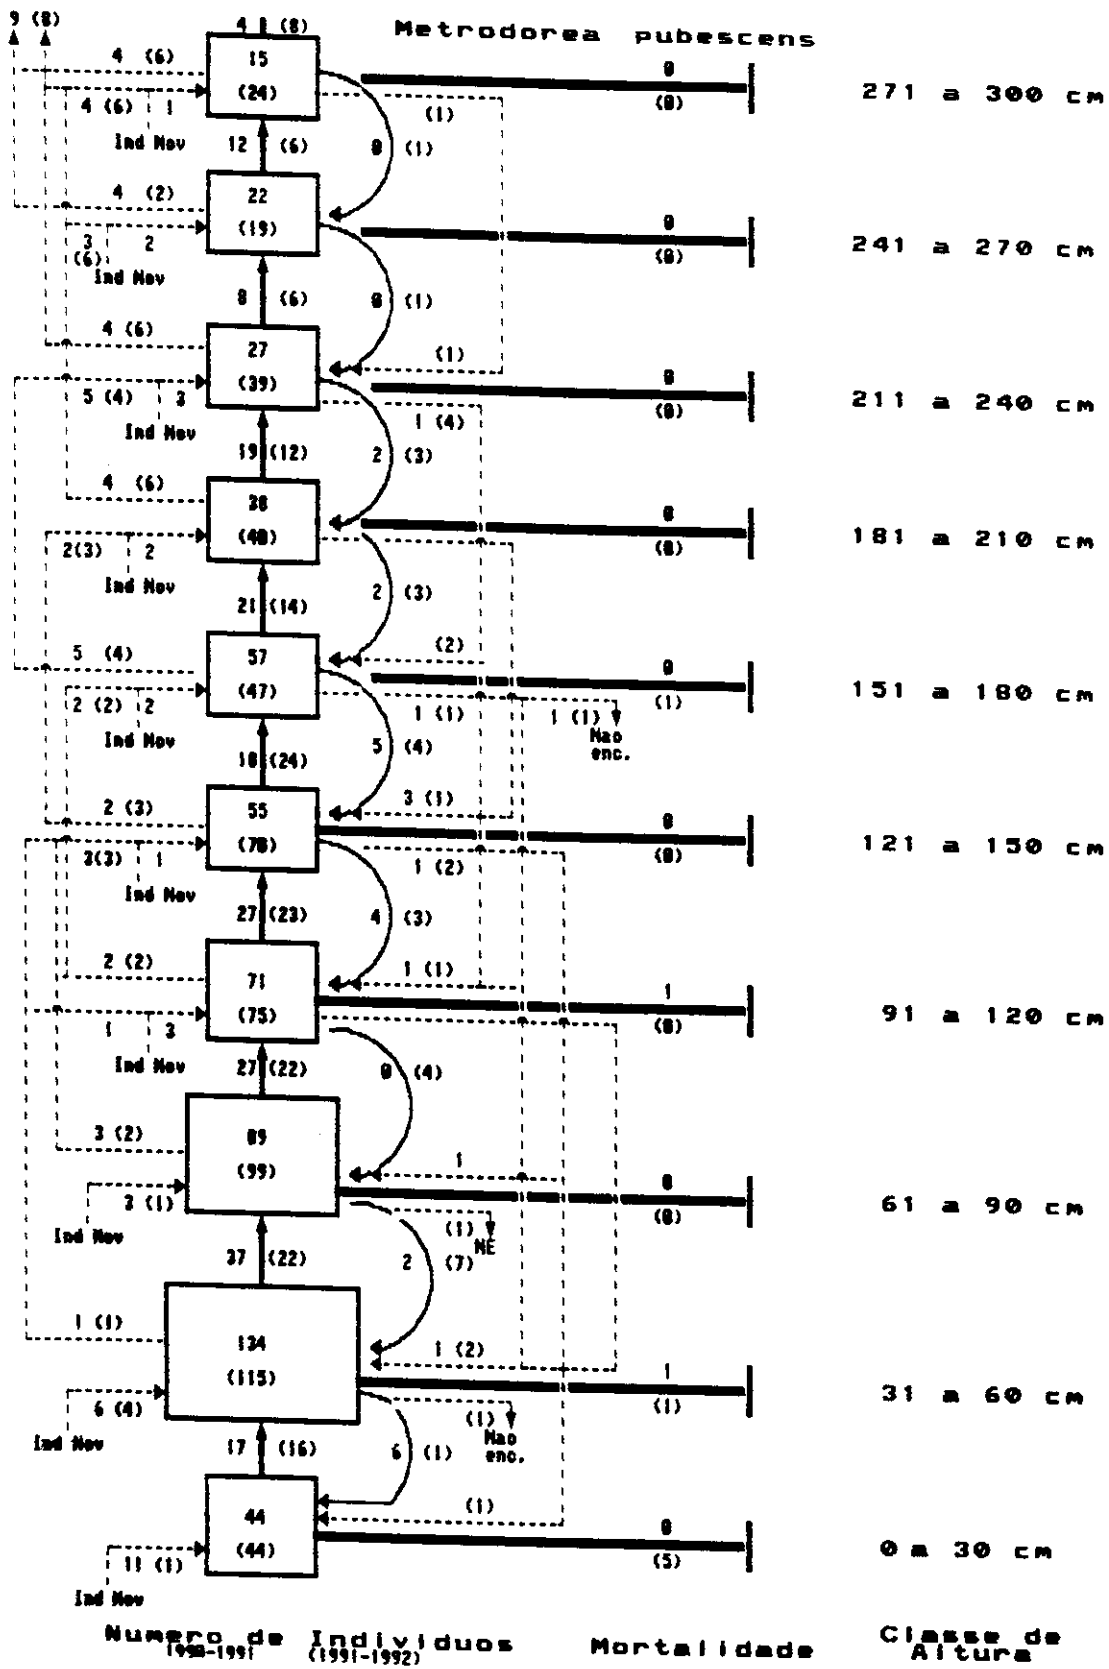 9 (8)
4 (8)
Metrodorea pubescens
4 (6)
15
(24)
0
(0)
271 a 300 cm
4 (6) 1
(1)
Ind Nov
12 (6)
0 (1)
4 (2)
22
(19)
0
(0)
241 a 270 cm
3 2
(6)
Ind Nov
8 (6)
0 (1)
4 (6)
27
(39)
(1)
0
(0)
211 a 240 cm
5 (4) 3
1 (4)
Ind Nov
19 (12)
2 (3)
4 (6)
38
(40)
0
(0)
181 a 210 cm
2(3) 2
Ind Nov
21 (14)
2 (3)
5 (4)
57
(47)
(2)
0
(1)
151 a 180 cm
2 (2) 2
1 (1)
1 (1)
Nao
enc.
Ind Nov
18 (24)
5 (4)
2 (3)
55
(70)
3 (1)
0
(0)
121 a 150 cm
3(3) 1
1 (2)
Ind Nov
27 (23)
4 (3)
2 (2)
71
(75)
1 (1)
1
(0)
91 a 120 cm
1 3
Ind Nov
27 (22)
0 (4)
3 (2)
89
(99)
1
0
(0)
61 a 90 cm
3 (1)
Ind Nov
(1)
NE
37 (22)
2 (7)
1 (1)
134
(115)
1 (2)
1
(1)
31 a 60 cm
6 (4)
Ind Nov
(1)
Nao
enc.
17 (16)
6 (1)
44
(44)
(1)
0
(5)
0 a 30 cm
11 (1)
Ind Nov
Numero de Individuos
1990-1991 (1991-1992)
Mortalidade
Classe de
Altura